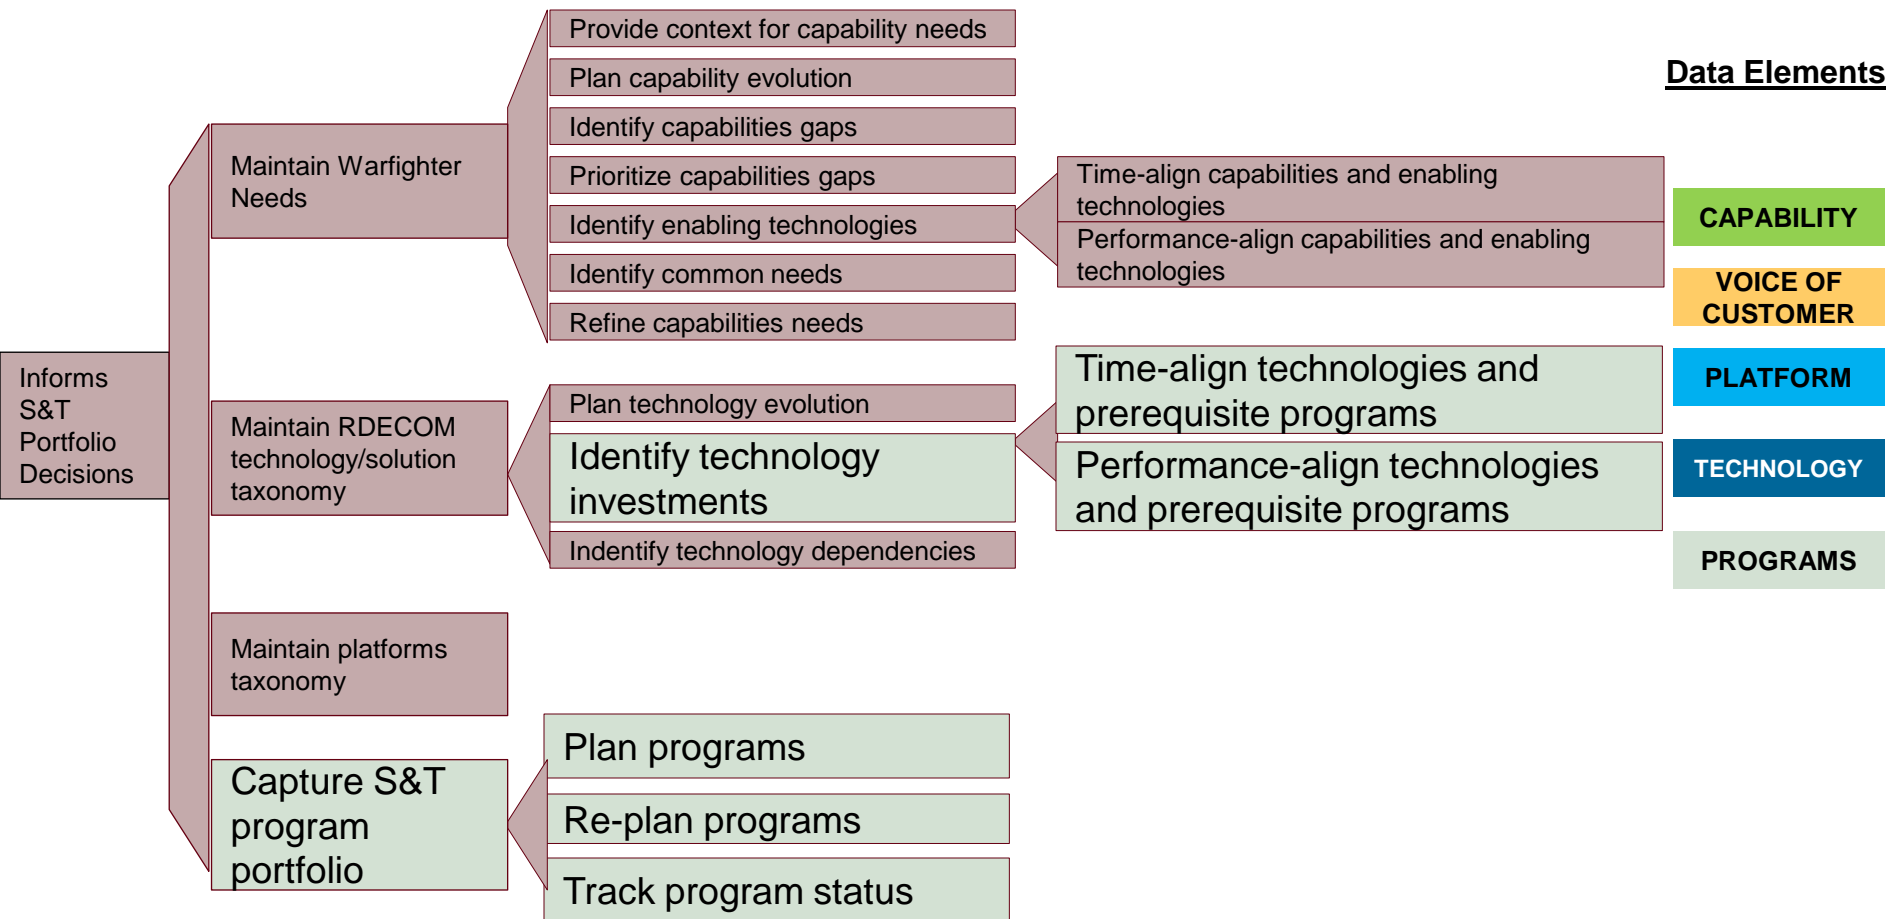 Provide context for capability needs
Plan capability evolution
Identify capabilities gaps
Prioritize capabilities gaps
Identify enabling technologies
Identify common needs
Refine capabilities needs
Data Elements
Maintain Warfighter
Needs
Time-align capabilities and enabling
technologies
Performance-align capabilities and enabling
technologies
CAPABILITY
VOICE OF
CUSTOMER
PLATFORM
TECHNOLOGY
PROGRAMS
Informs
S&T
Portfolio
Decisions
Maintain RDECOM
technology/solution
taxonomy
Plan technology evolution
Identify technology
investments
Indentify technology dependencies
Time-align technologies and
prerequisite programs
Performance-align technologies
and prerequisite programs
Maintain platforms
taxonomy
Capture S&T
program
portfolio
Plan programs
Re-plan programs
Track program status